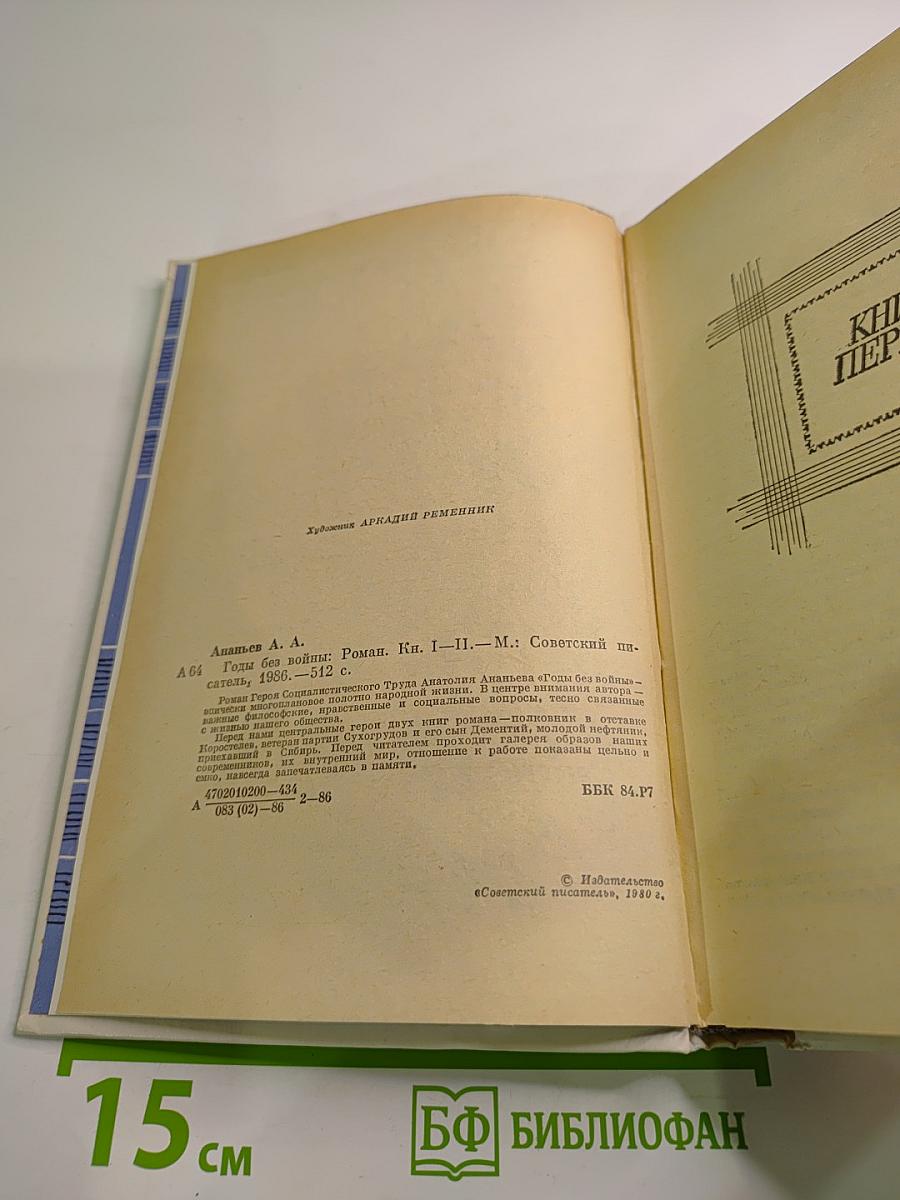 Художник АРКАДИЙ РЕМЕННИК
Ананьев А. А.
А 64 Годы без войны: Роман. Кн. I—II.—М.: Советский пи-
сатель, 1986.—512 с.
Роман Героя Социалистического Труда Анатолия Ананьева «Годы без войны»—
эпически многоплановое полотно народной жизни. В центре внимания автора—
важные философские, нравственные и социальные вопросы, тесно связанные
с жизнью нашего общества.
Перед нами центральные герои двух книг романа—полковник в отставке
Коростелев, ветеран партии Сухогрудов и его сын Дементий, молодой нефтяник,
приехавший в Сибирь. Перед читателем проходит галерея образов наших
современников, их внутренний мир, отношение к работе показаны цельно и
емко, навсегда запечатлеваясь в памяти.
А 4702010200—434 2—86
083 (02)—86
ББК 84.Р7
© Издательство
«Советский писатель», 1980 г.
КН
ПЕР
15 см
БФ БИБЛИОФАН